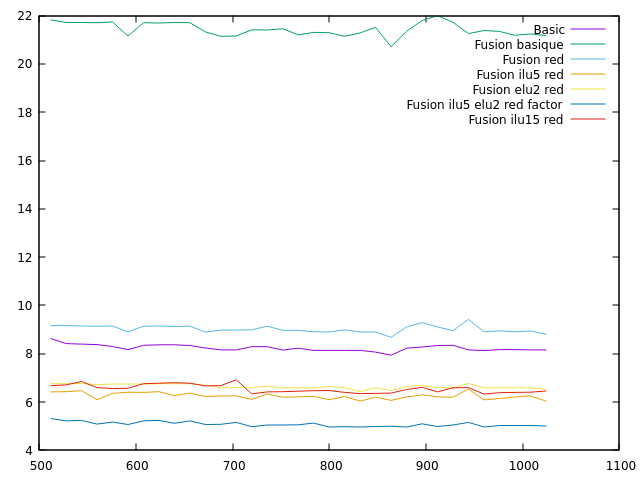 22
20
18
16
14
12
10
8
6
4
Basic
Fusion basique
Fusion red
Fusion ilu5 red
Fusion elu2 red
Fusion ilu5 elu2 red factor
Fusion ilu15 red
500 600 700 800 900 1000 1100